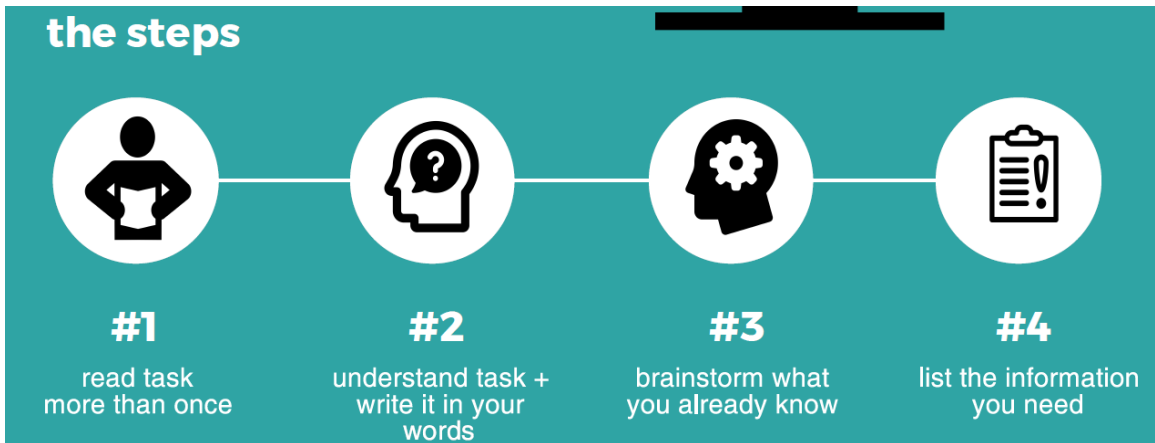 the steps
#1
read task
more than once
#2
understand task +
write it in your
words
#3
brainstorm what
you already know
#4
list the information
you need